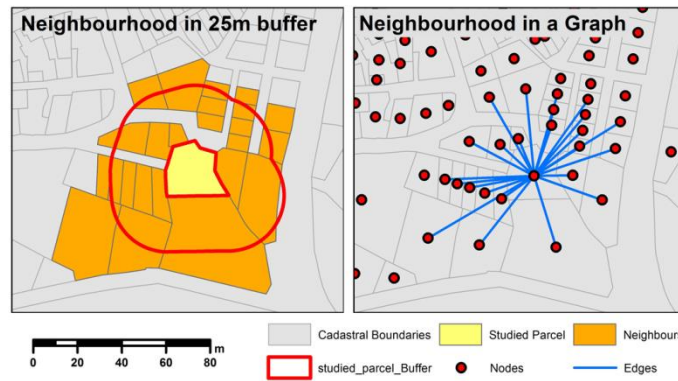 Neighbourhood in 25m buffer
Neighbourhood in a Graph
Cadastral Boundaries
Studied Parcel
Neighbour
0 20 40 60 80 m
studied_parcel_Buffer
Nodes
Edges